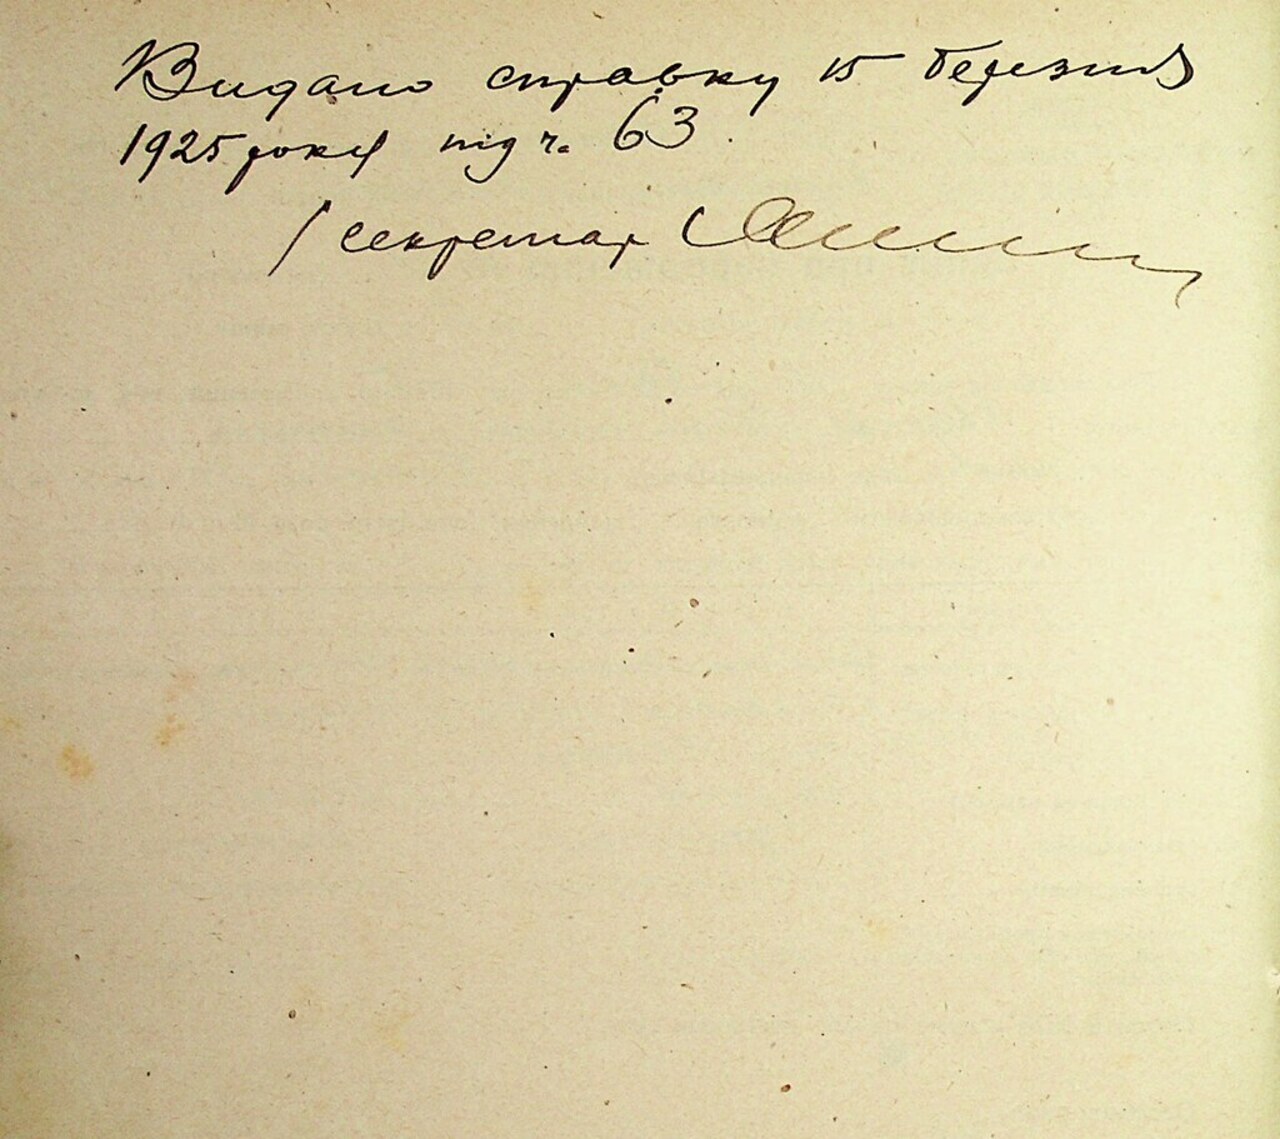 Видано справку 15 березня
1925 року під ч. 63.
Секретар